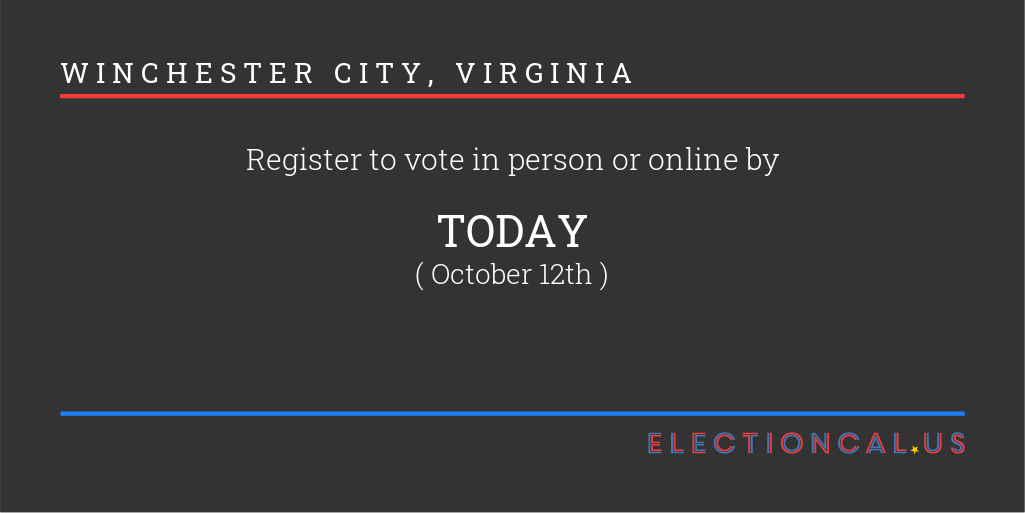 WINCHESTER CITY, VIRGINIA
Register to vote in person or online by
TODAY
( October 12th )
ELECTIONCAL.US